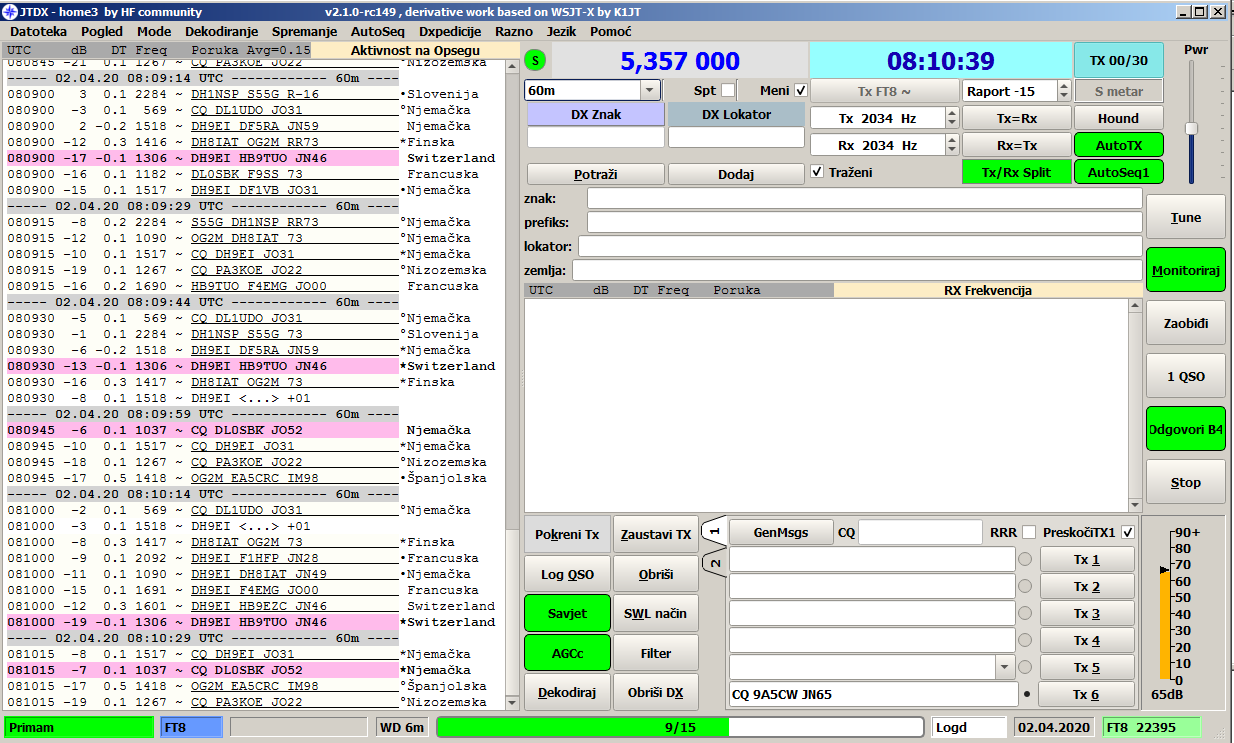 JTDX - home3 by HF community v2.1.0-rc149 , derivative work based on WSJT-X by K1JT
Datoteka Pogled Mode Dekodiranje Spremanje AutoSeq Dxpedicije Razno Jezik Pomoć
UTC dB DT Freq Poruka Avg=0.15 Aktivnost na Opsegu
080845 -21 0.1 1267 ~ CQ PA3KOE JO22 °Nizozemska
----- 02.04.20 08:09:14 UTC ------------ 60m ----
080900 3 0.1 2284 ~ DH1NSP S55G R-16 •Slovenija
080900 -3 0.1 569 ~ CQ DL1UDO JO31 °Njemačka
080900 2 -0.2 1518 ~ DH9EI DF5RA JN59 °Njemačka
080900 -12 0.3 1416 ~ DH8IAT OG2M RR73 *Finska
080900 -17 -0.1 1306 ~ DH9EI HB9TUO JN46 Switzerland
080900 -16 0.1 1182 ~ DL0SBK F9SS 73 Francuska
080900 -15 0.1 1517 ~ DH9EI DF1VB JO31 •Njemačka
----- 02.04.20 08:09:29 UTC ------------ 60m ----
080915 -8 0.2 2284 ~ S55G DH1NSP RR73 °Njemačka
080915 -12 0.1 1090 ~ OG2M DH8IAT 73 °Njemačka
080915 -10 0.1 1517 ~ CQ DH9EI JO31 *Njemačka
080915 -19 0.1 1267 ~ CQ PA3KOE JO22 °Nizozemska
080915 -16 0.2 1690 ~ HB9TUO F4EMG JO00 Francuska
----- 02.04.20 08:09:44 UTC ------------ 60m ----
080930 -5 0.1 569 ~ CQ DL1UDO JO31 °Njemačka
080930 -1 0.1 2284 ~ DH1NSP S55G 73 °Slovenija
080930 -6 -0.2 1518 ~ DH9EI DF5RA JN59 °Njemačka
080930 -13 -0.1 1306 ~ DH9EI HB9TUO JN46 *Switzerland
080930 -16 0.3 1417 ~ DH8IAT OG2M 73 *Finska
080930 -8 0.1 1518 ~ DH9EI <...> +01
----- 02.04.20 08:09:59 UTC ------------ 60m ----
080945 -6 0.1 1037 ~ CQ DL0SBK JO52 Njemačka
080945 -10 0.1 1517 ~ CQ DH9EI JO31 *Njemačka
080945 -18 0.1 1267 ~ CQ PA3KOE JO22 °Nizozemska
080945 -17 0.5 1418 ~ OG2M EA5CRC IM98 •Španjolska
----- 02.04.20 08:10:14 UTC ------------ 60m ----
081000 -2 0.1 569 ~ CQ DL1UDO JO31 °Njemačka
081000 -3 0.1 1518 ~ DH9EI <...> +01
081000 -8 0.3 1417 ~ DH8IAT OG2M 73 *Finska
081000 -9 0.1 2092 ~ DH9EI F1HFP JN28 •Francuska
081000 -11 0.1 1090 ~ DH9EI DH8IAT JN49 °Njemačka
081000 -15 0.1 1691 ~ DH9EI F4EMG JO00 Francuska
081000 -12 0.3 1601 ~ DH9EI HB9EZC JN46 Switzerland
081000 -19 -0.1 1306 ~ DH9EI HB9TUO JN46 *Switzerland
----- 02.04.20 08:10:29 UTC ------------ 60m ----
081015 -8 0.1 1517 ~ CQ DH9EI JO31 *Njemačka
081015 -7 0.1 1037 ~ CQ DL0SBK JO52 *Njemačka
081015 -17 0.5 1418 ~ OG2M EA5CRC IM98 °Španjolska
081015 -19 0.1 1267 ~ CQ PA3KOE JO22 °Nizozemska
S 5,357 000 08:10:39 TX 00/30 Pwr
60m Spt Meni Tx FT8 ~ Raport -15 S metar
DX Znak DX Lokator Tx 2034 Hz Tx=Rx Hound
Rx 2034 Hz Rx=Tx AutoTX
Potraži Dodaj Traženi Tx/Rx Split AutoSeq1
znak:
prefiks:
lokator:
zemlja:
Tune
Monitoriraj
Zaobiđi
1 QSO
Odgovori B4
Stop
UTC dB DT Freq Poruka RX Frekvencija
Pokreni Tx Zaustavi TX
Log QSO Obriši
Savjet SWL način
AGCc Filter
Dekodiraj Obriši DX
1
2
GenMsgs CQ RRR PreskočiTX1
Tx 1
Tx 2
Tx 3
Tx 4
Tx 5
CQ 9A5CW JN65 Tx 6
90+
80
70
60
50
40
30
20
10
0
65dB
Primam FT8 WD 6m 9/15 Logd 02.04.2020 FT8 22395